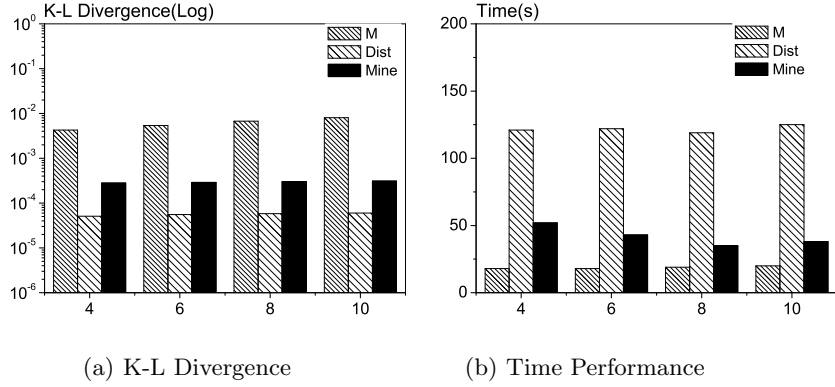 K-L Divergence(Log)
10^0
10^-1
10^-2
10^-3
10^-4
10^-5
10^-6
4 6 8 10
M
Dist
Mine
(a) K-L Divergence
Time(s)
200
150
100
50
0
4 6 8 10
M
Dist
Mine
(b) Time Performance